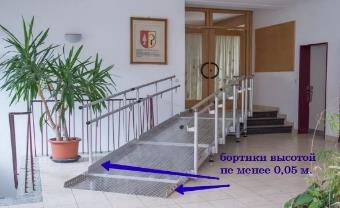 бортики высотой
не менее 0,05 м.